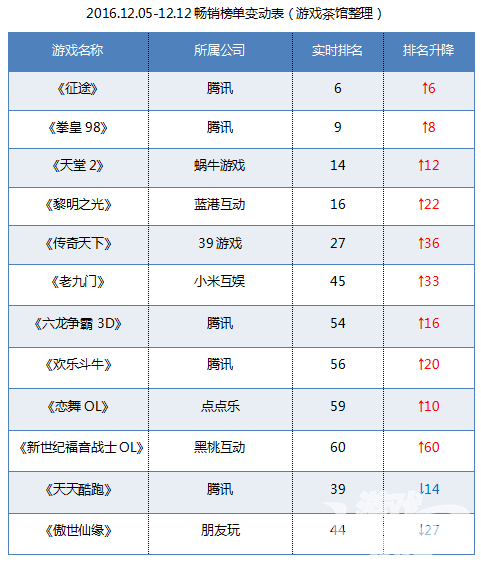 2016.12.05-12.12 畅销榜单变动表（游戏茶馆整理）
游戏名称 所属公司 实时排名 排名升降
《征途》 腾讯 6 ↑6
《拳皇 98》 腾讯 9 ↑8
《天堂 2》 蜗牛游戏 14 ↑12
《黎明之光》 蓝港互动 16 ↑22
《传奇天下》 39 游戏 27 ↑36
《老九门》 小米互娱 45 ↑33
《六龙争霸 3D》 腾讯 54 ↑16
《欢乐斗牛》 腾讯 56 ↑20
《恋舞 OL》 点点乐 59 ↑10
《新世纪福音战士 OL》 黑桃互动 60 ↑60
《天天酷跑》 腾讯 39 ↓14
《傲世仙缘》 朋友玩 44 ↓27